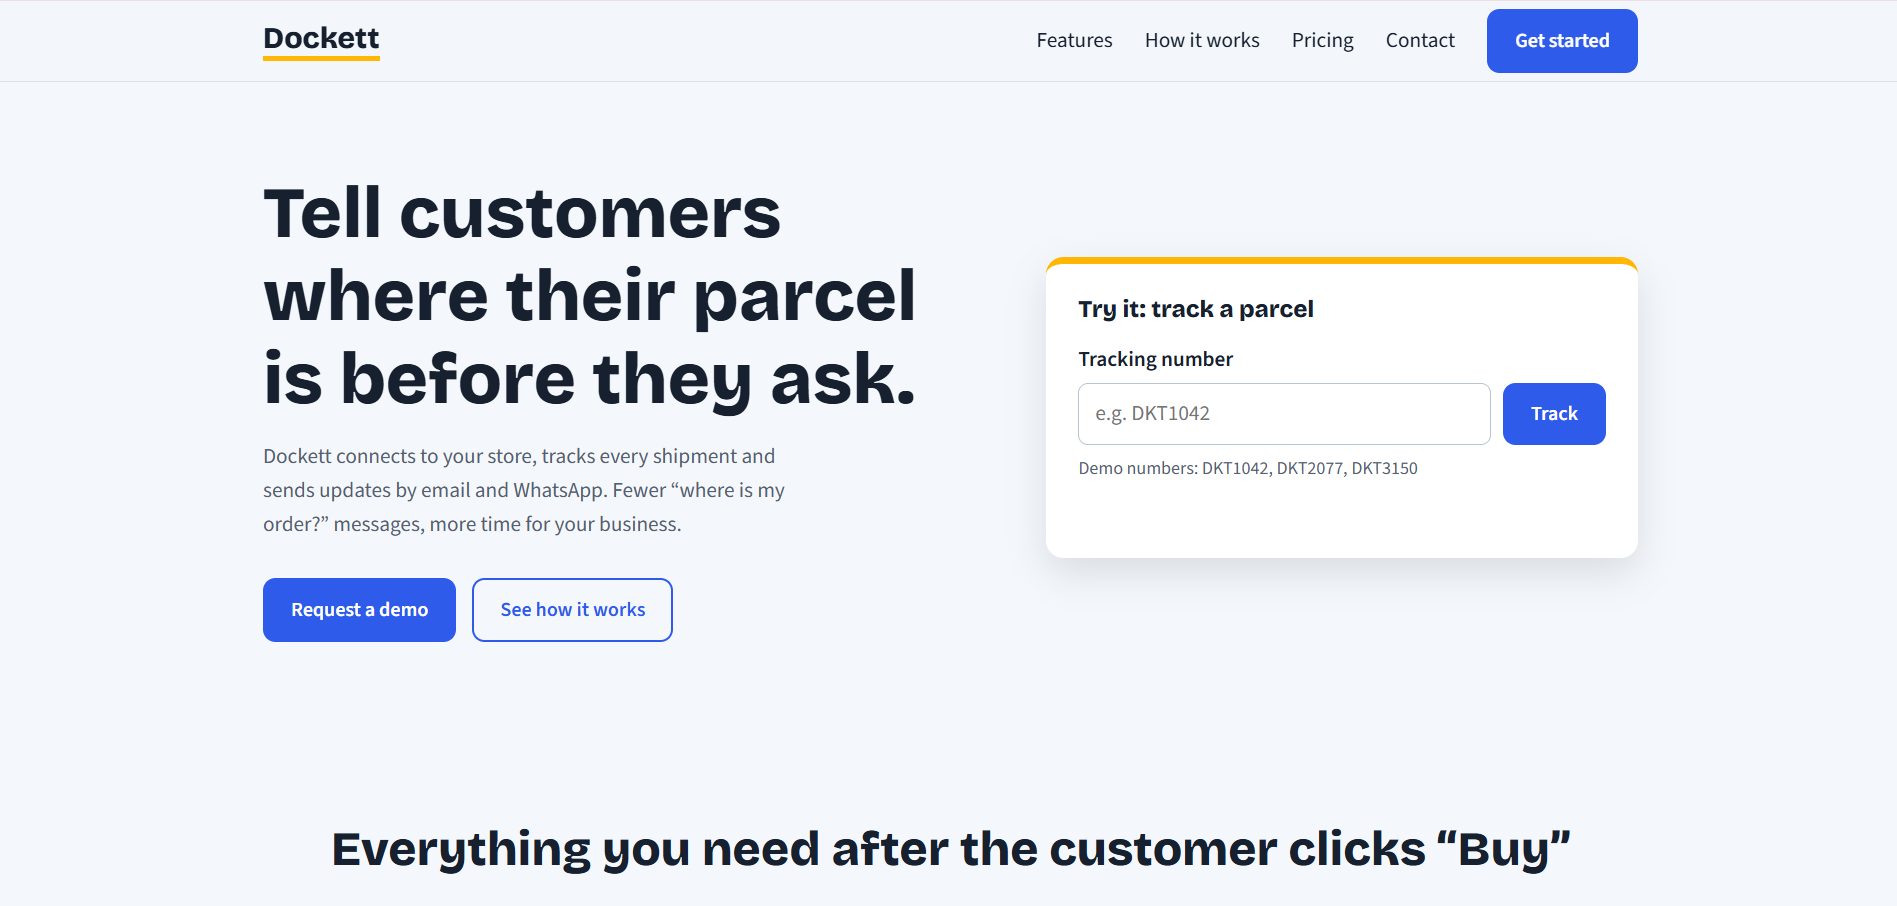 Dockett
Features
How it works
Pricing
Contact
Get started
Tell customers
where their parcel
is before they ask.
Dockett connects to your store, tracks every shipment and
sends updates by email and WhatsApp. Fewer “where is my
order?” messages, more time for your business.
Request a demo
See how it works
Try it: track a parcel
Tracking number
e.g. DKT1042
Track
Demo numbers: DKT1042, DKT2077, DKT3150
Everything you need after the customer clicks “Buy”